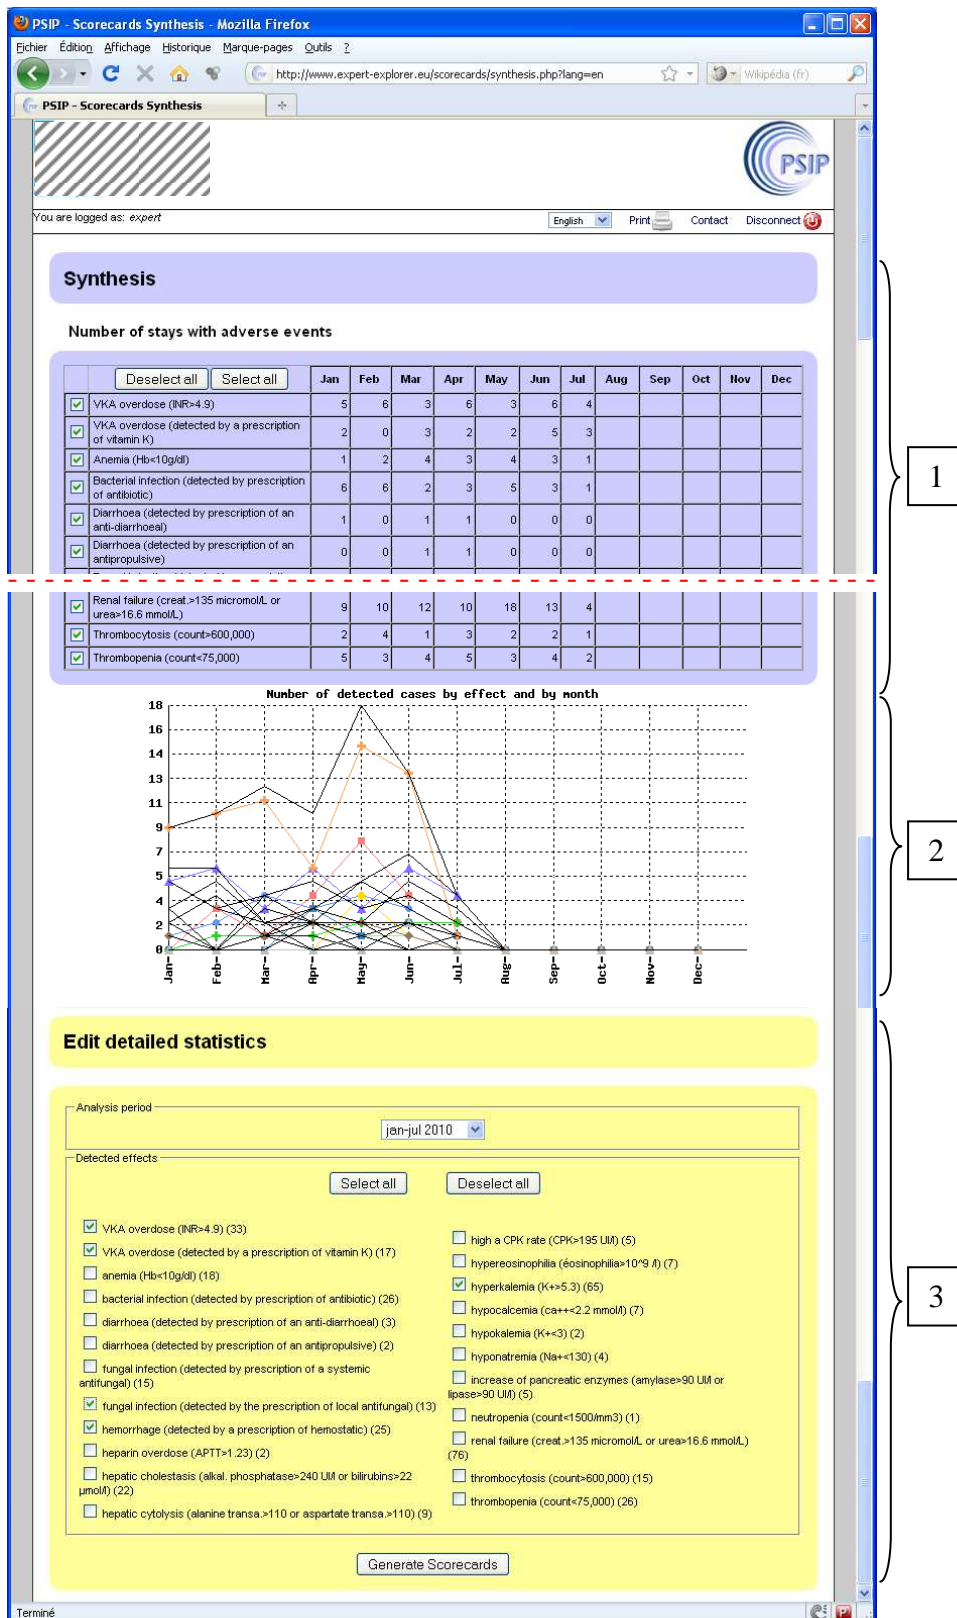 PSIP - Scorecards Synthesis - Mozilla Firefox
Fichier Édition Affichage Historique Marque-pages Outils ?
http://www.expert-explorer.eu/scorecards/synthesis.php?lang=en Wikipédia (fr)
PSIP - Scorecards Synthesis
PSIP
You are logged as: expert English Print Contact Disconnect
Synthesis
Number of stays with adverse events
Deselect all Select all Jan Feb Mar Apr May Jun Jul Aug Sep Oct Nov Dec
VKA overdose (INR>4.9) 5 6 3 6 3 6 4
VKA overdose (detected by a prescription
of vitamin K) 2 0 3 2 2 5 3
Anemia (Hb<10g/dl) 1 2 4 3 4 3 1
1
Bacterial infection (detected by prescription
of antibiotic) 6 6 2 3 5 3 1
Diarrhoea (detected by prescription of an
anti-diarrhoeal) 1 0 1 1 0 0 0
Diarrhoea (detected by prescription of an
antipropulsive) 0 0 1 1 0 0 0
Renal failure (creat.>135 micromol/L or
urea>16.6 mmol/L) 9 10 12 10 18 13 4
Thrombocytosis (count>600,000) 2 4 1 3 2 2 1
Thrombopenia (count<75,000) 5 3 4 5 3 4 2
Number of detected cases by effect and by month
18
16
14
13
11
9
7
2
5
4
2
0
Jan Feb Mar Apr May Jun Jul Aug Sep Oct Nov Dec
Edit detailed statistics
Analysis period
jan-jul 2010
Detected effects
Select all Deselect all
VKA overdose (INR>4.9) (33)
VKA overdose (detected by a prescription of vitamin K) (17)
anemia (Hb<10g/dl) (18)
bacterial infection (detected by prescription of antibiotic) (26)
diarrhoea (detected by prescription of an anti-diarrhoeal) (3)
diarrhoea (detected by prescription of an antipropulsive) (2)
fungal infection (detected by prescription of a systemic
antifungal) (15)
fungal infection (detected by the prescription of local antifungal) (13)
hemorrhage (detected by a prescription of hemostatic) (25)
heparin overdose (APTT>1.23) (2)
hepatic cholestasis (alkal. phosphatase>240 UI/l or bilirubins>22
µmol/l) (22)
hepatic cytolysis (alanine transa.>110 or aspartate transa.>110) (9)
high a CPK rate (CPK>195 UI/l) (5)
hypereosinophilia (éosinophilia>10^9 /l) (7)
hyperkalemia (K+>5.3) (65)
hypocalcemia (ca++<2.2 mmol/l) (7)
hypokalemia (K+<3) (2)
hyponatremia (Na+<130) (4)
increase of pancreatic enzymes (amylase>90 UI/l or
lipase>90 UI/l) (5)
neutropenia (count<1500/mm3) (1)
renal failure (creat.>135 micromol/L or urea>16.6 mmol/L)
(76)
thrombocytosis (count>600,000) (15)
thrombopenia (count<75,000) (26)
3
Generate Scorecards
Terminé